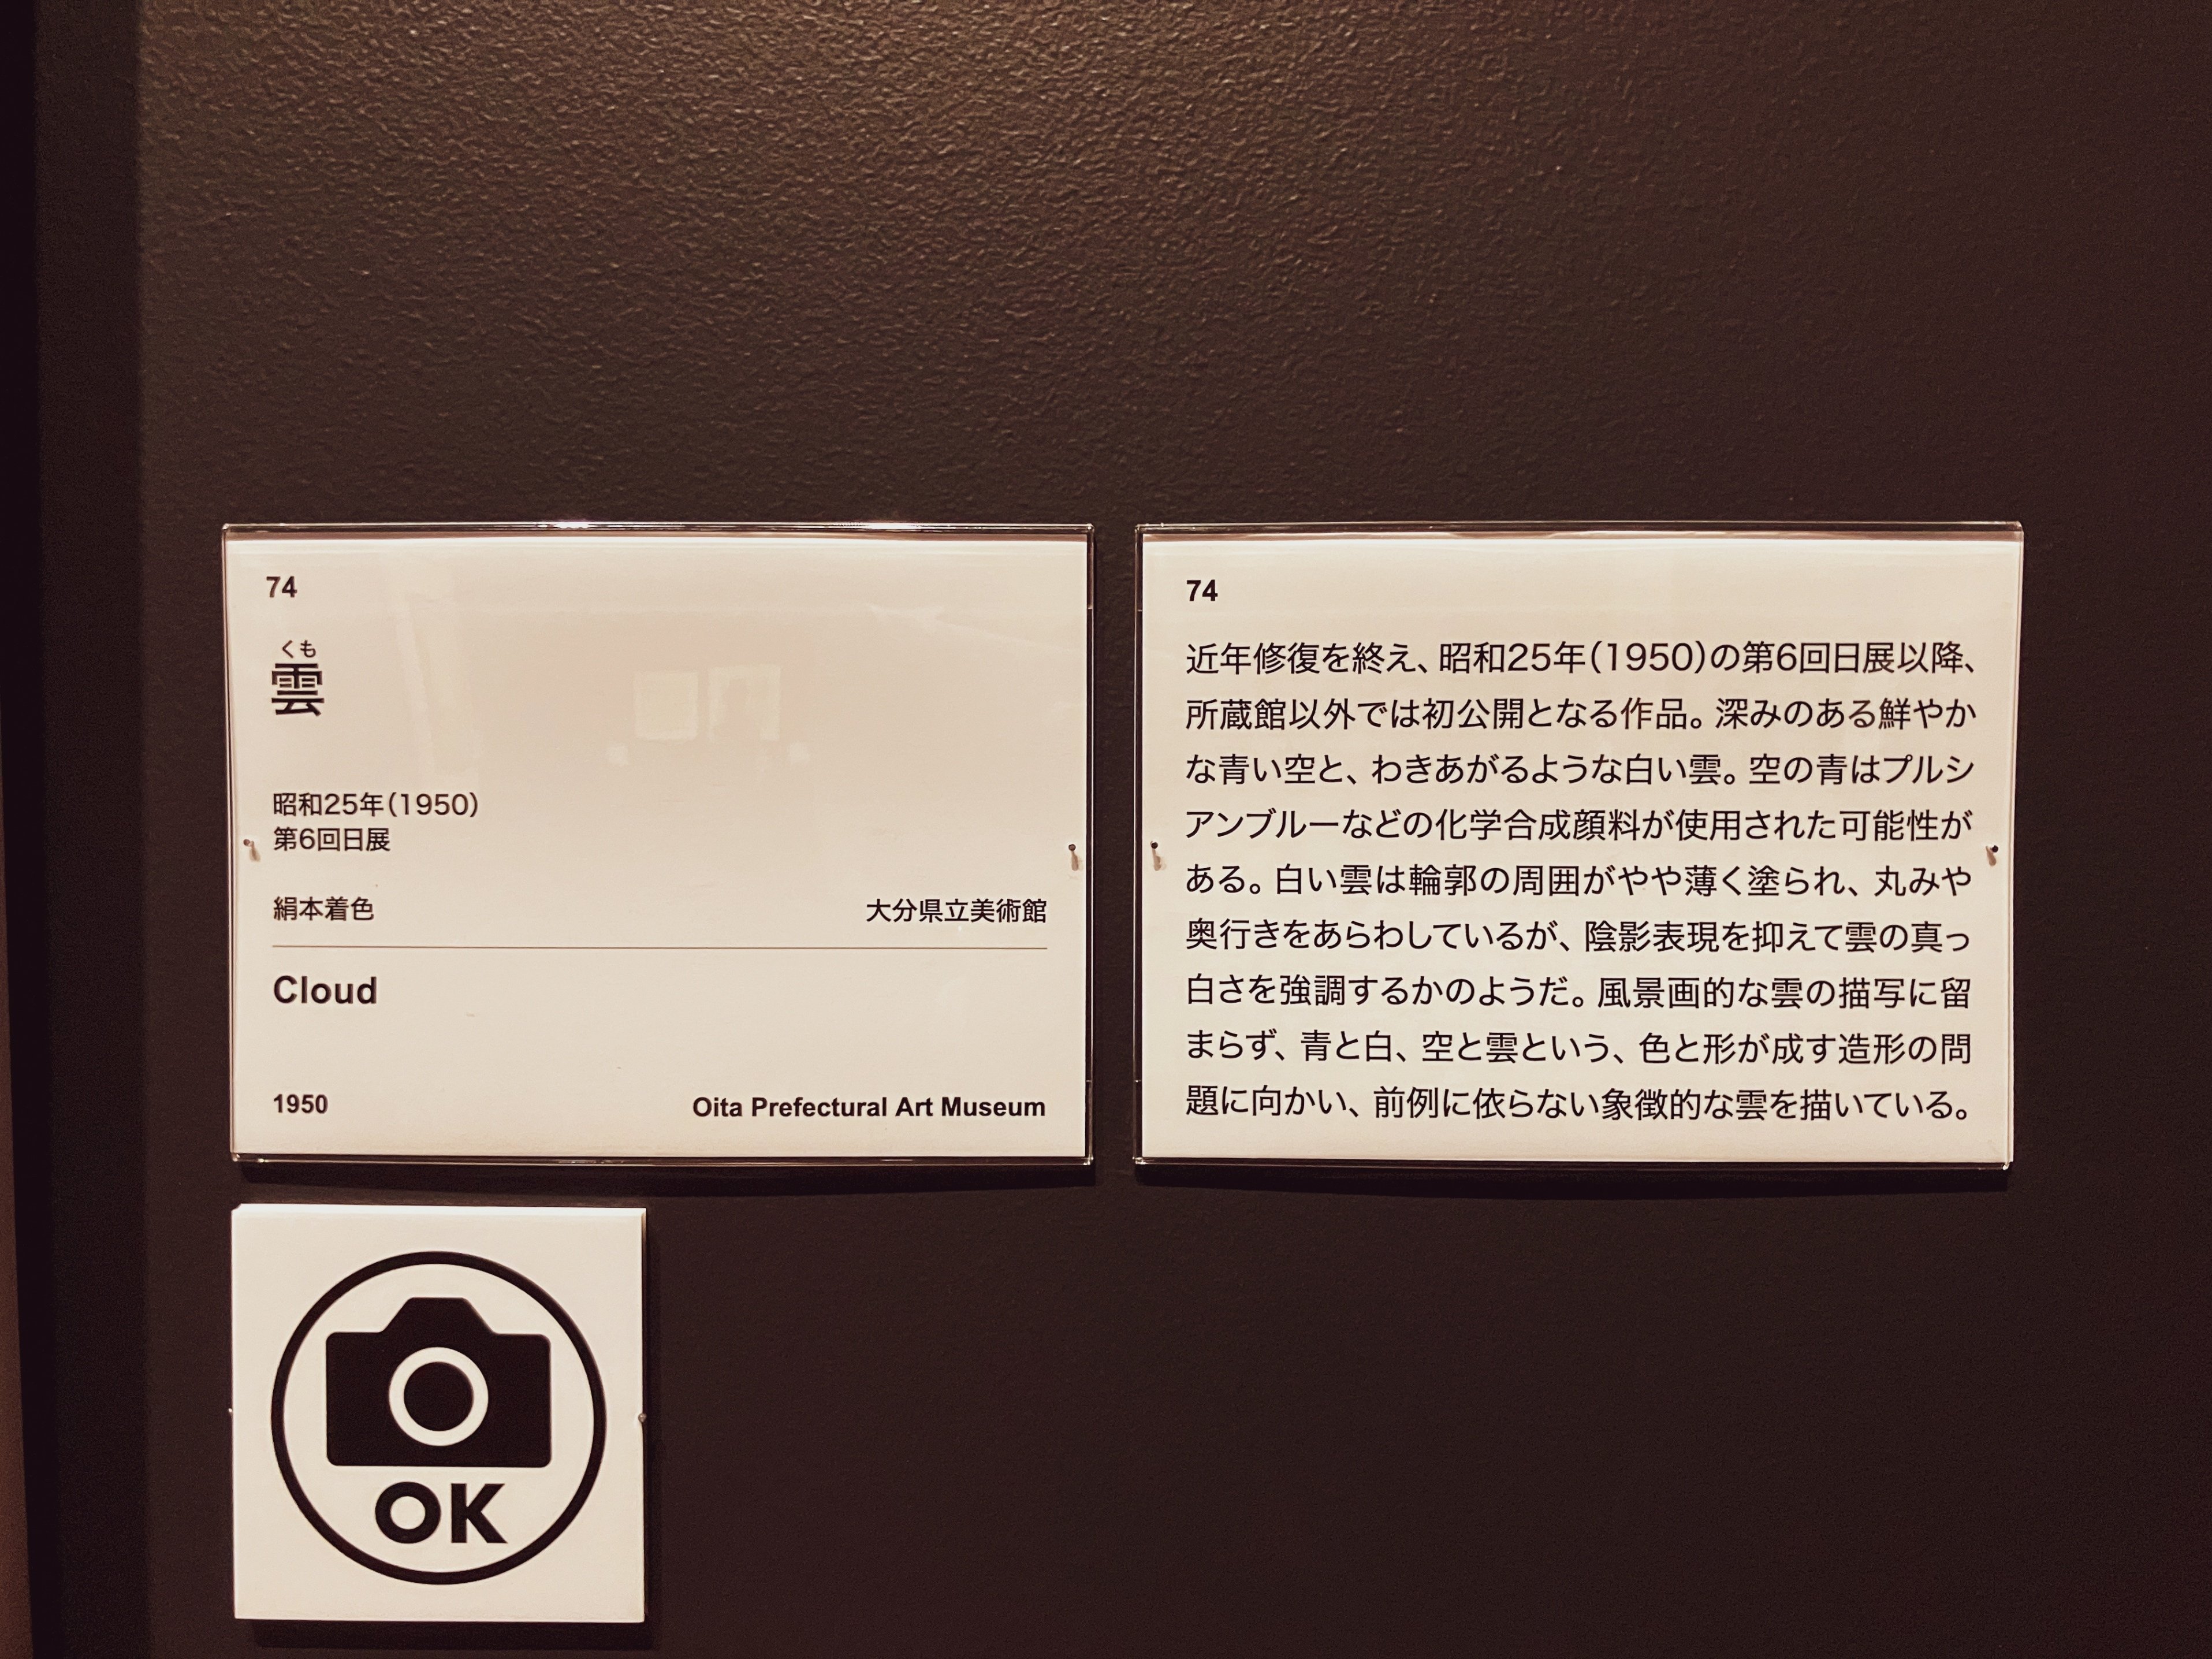 74
くも
雲
昭和25年(1950)
第6回日展
絹本着色
大分県立美術館
Cloud
1950
Oita Prefectural Art Museum
74
近年修復を終え、昭和25年(1950)の第6回日展以降、
所蔵館以外では初公開となる作品。深みのある鮮やか
な青い空と、わきあがるような白い雲。空の青はプルシ
アンブルーなどの化学合成顔料が使用された可能性が
ある。白い雲は輪郭の周囲がやや薄く塗られ、丸みや
奥行きをあらわしているが、陰影表現を抑えて雲の真っ
白さを強調するかのようだ。風景画的な雲の描写に留
まらず、青と白、空と雲という、色と形が成す造形の問
題に向かい、前例に依らない象徴的な雲を描いている。
OK